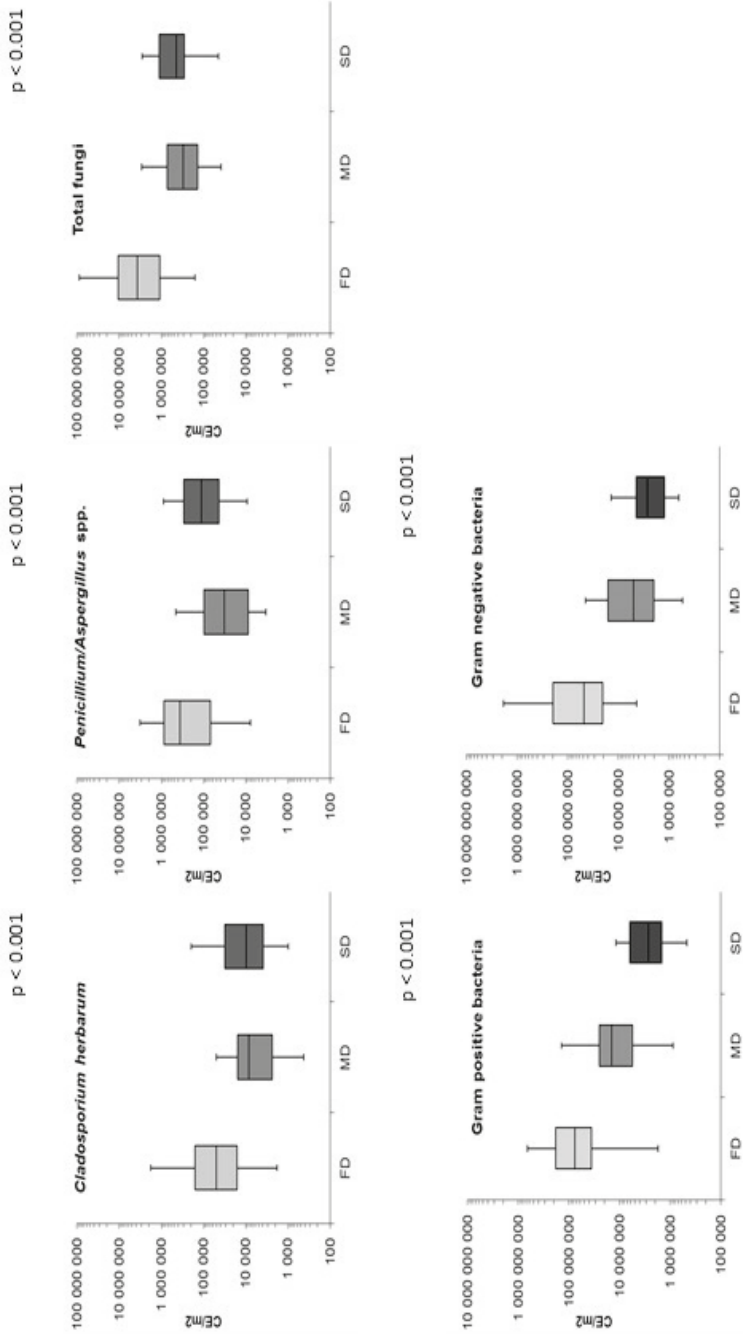 p < 0.001
Cladosporium herbarum
100 000 000
10 000 000
1 000 000
100 000
10 000
1 000
100
CE/m2
FD
MD
SD
p < 0.001
Penicillium/Aspergillus spp.
100 000 000
10 000 000
1 000 000
100 000
10 000
1 000
100
CE/m2
FD
MD
SD
p < 0.001
Total fungi
100 000 000
10 000 000
1 000 000
100 000
10 000
1 000
100
CE/m2
FD
MD
SD
p < 0.001
Gram positive bacteria
10 000 000 000
1 000 000 000
100 000 000
10 000 000
1 000 000
100 000
CE/m2
FD
MD
SD
p < 0.001
Gram negative bacteria
10 000 000 000
1 000 000 000
100 000 000
10 000 000
1 000 000
100 000
CE/m2
FD
MD
SD